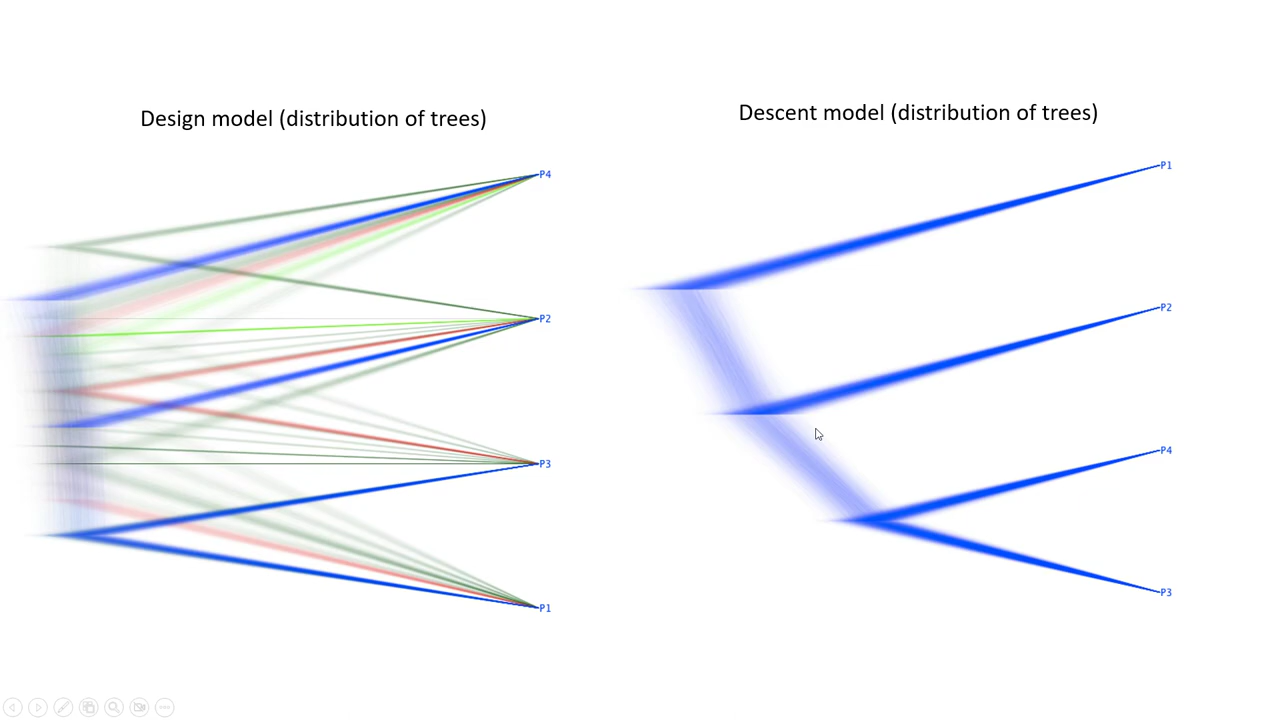 Design model (distribution of trees)
P4
P2
P3
P1
Descent model (distribution of trees)
P1
P2
P4
P3